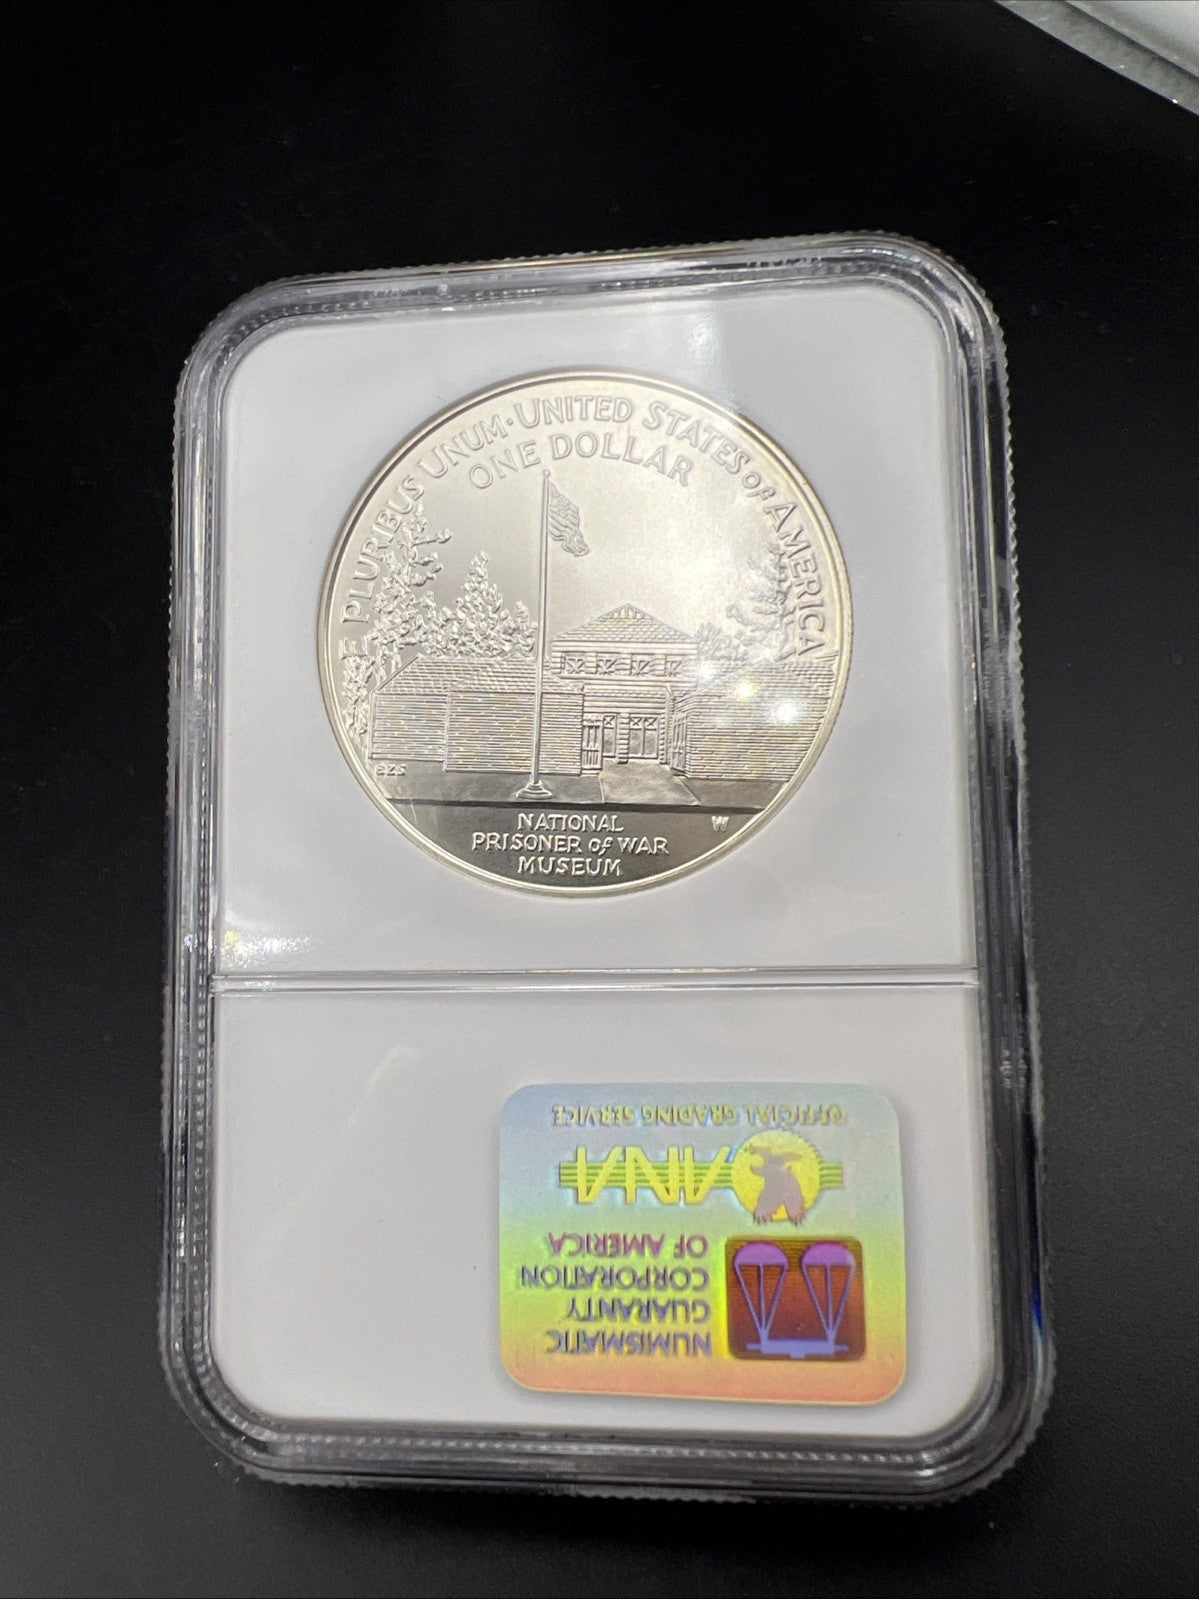 E PLURIBUS UNUM · UNITED STATES of AMERICA
ONE DOLLAR
EZS
W
NATIONAL
PRISONER of WAR
MUSEUM
NUMISMATIC
GUARANTY
CORPORATION
OF AMERICA
ANA
OFFICIAL GRADING SERVICE